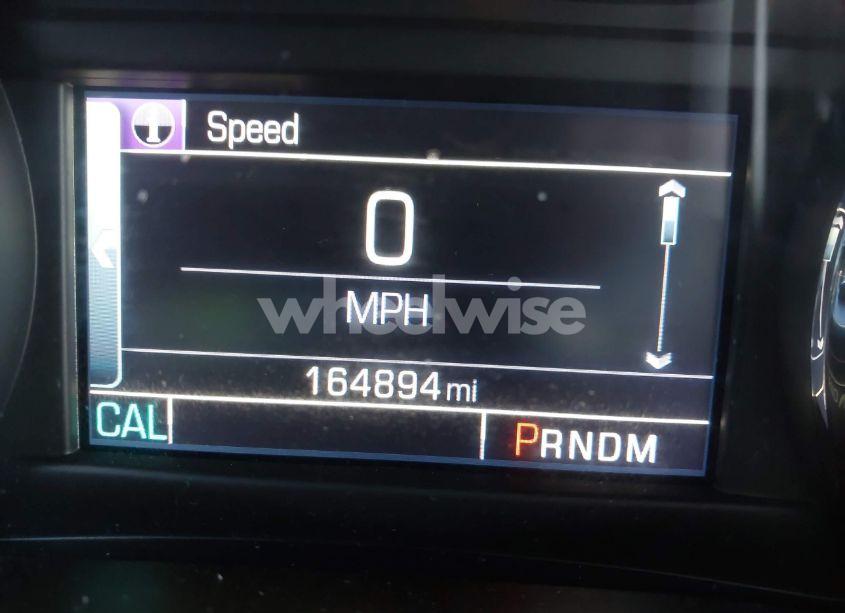 Speed
0
MPH
wheelwise
164894 mi
CAL PRNDM